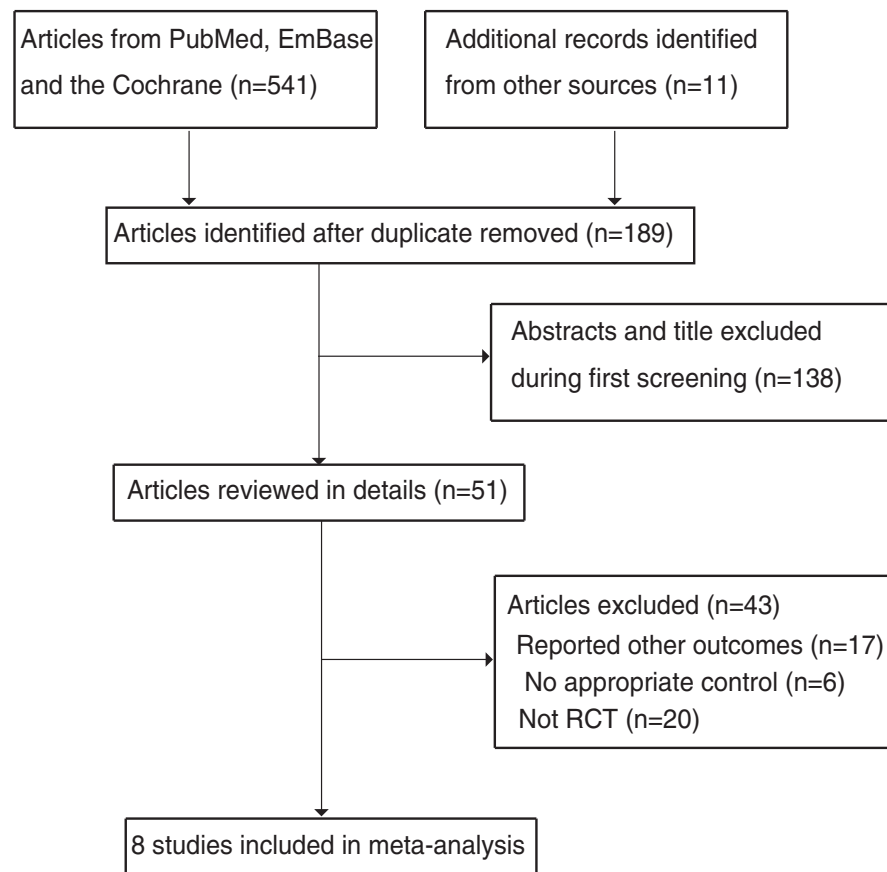 Articles from PubMed, EmBase
and the Cochrane (n=541)
Additional records identified
from other sources (n=11)
Articles identified after duplicate removed (n=189)
Abstracts and title excluded
during first screening (n=138)
Articles reviewed in details (n=51)
Articles excluded (n=43)
Reported other outcomes (n=17)
No appropriate control (n=6)
Not RCT (n=20)
8 studies included in meta-analysis